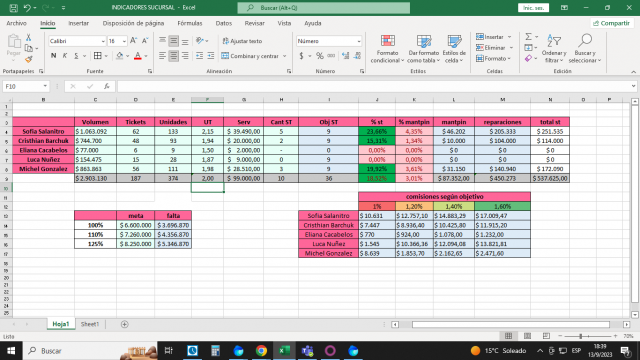 INDICADORES SUCURSAL - Excel
Buscar (Alt+Q)
Inic. ses.
Archivo Inicio Insertar Disposición de página Fórmulas Datos Revisar Vista Ayuda
Compartir
Pegar
Calibri 16
Buscar y reemplazar
Combinar y centrar
Número
Formato condicional
Dar formato como tabla
Estilos de celda
Insertar
Eliminar
Formato
Ordenar y filtrar
Buscar y seleccionar
Portapapeles Fuente Alineación Número Estilos Celdas Edición
F10
B C D E F G H I J K L M N O P
Volumen Tickets Unidades UT Serv Cant ST Obj ST % st % mantpin mantpin reparaciones total st
Sofia Salanitro $1.063.092 62 133 2,15 $ 39.490,00 5 9 23,66% 4,35% $46.202 $205.333 $ 251.535
Cristhian Barchuk $744.700 48 93 1,94 $ 20.000,00 2 9 15,31% 1,34% $ 10.000 $104.000 $ 114.000
Eliana Cacabelos $77.000 6 9 1,50 $ 2.000,00 - 9 0,00% 0,00% $ 0 $ 0 $ 0
Luca Nuñez $154.475 15 28 1,87 $ 9.000,00 0 9 0,00% 0,00% $ 0 $ 0 $ 0
Michel Gonzalez $863.863 56 111 1,98 $ 28.510,00 3 9 19,92% 3,61% $ 31.150 $ 140.940 $ 172.090
$ 2.903.130 187 374 2,00 $ 99.000,00 10 36 18,52% 3,01% $ 87.352,00 $ 450.273 $ 537.625,00
comisiones según objetivo
1% 1,20% 1,40% 1,60%
meta falta
100% $ 6.600.000 $ 3.696.870
110% $ 7.260.000 $ 4.356.870
125% $ 8.250.000 $ 5.346.870
Sofia Salanitro $ 10.631 $ 12.757,10 $ 14.883,29 $ 17.009,47
Cristhian Barchuk $ 7.447 $ 8.936,40 $ 10.425,80 $ 11.915,20
Eliana Cacabelos $ 770 $ 924,00 $ 1.078,00 $ 1.232,00
Luca Nuñez $ 1.545 $ 10.366,36 $ 12.094,08 $ 13.821,81
Michel Gonzalez $ 8.639 $ 1.853,70 $ 2.162,65 $ 2.471,60
Hoja1 Sheet1
Listo
70%
Buscar
15°C Soleado
ESP
18:39
13/9/2023